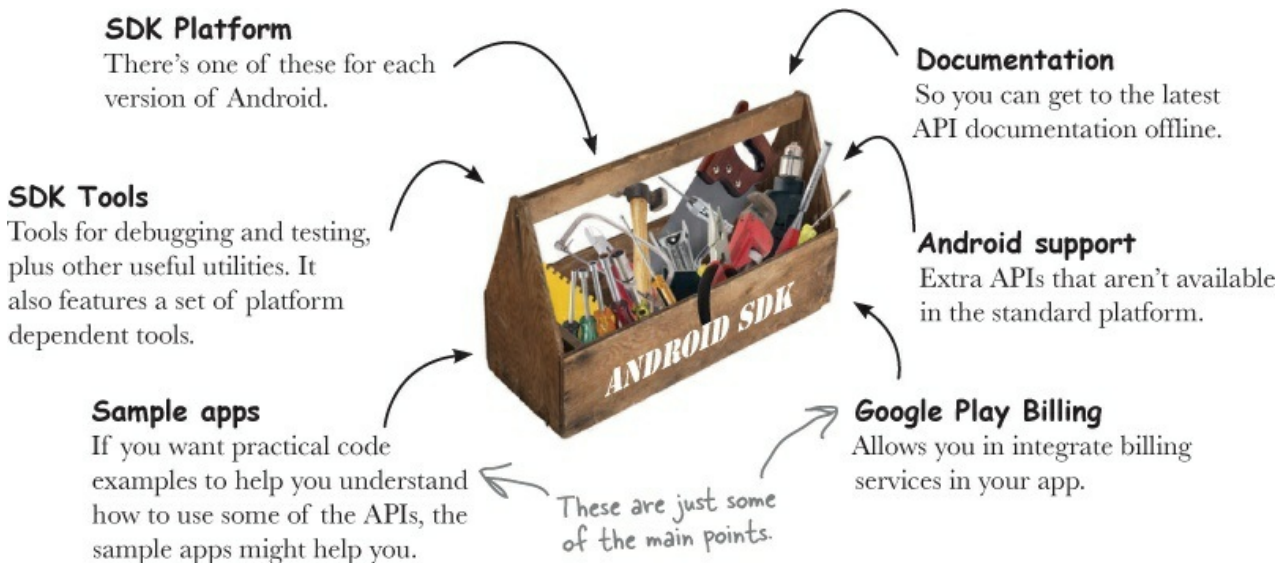 SDK Platform
There's one of these for each
version of Android.
SDK Tools
Tools for debugging and testing,
plus other useful utilities. It
also features a set of platform
dependent tools.
Sample apps
If you want practical code
examples to help you understand
how to use some of the APIs, the
sample apps might help you.
Documentation
So you can get to the latest
API documentation offline.
Android support
Extra APIs that aren't available
in the standard platform.
Google Play Billing
Allows you in integrate billing
services in your app.
ANDROID SDK
These are just some
of the main points.